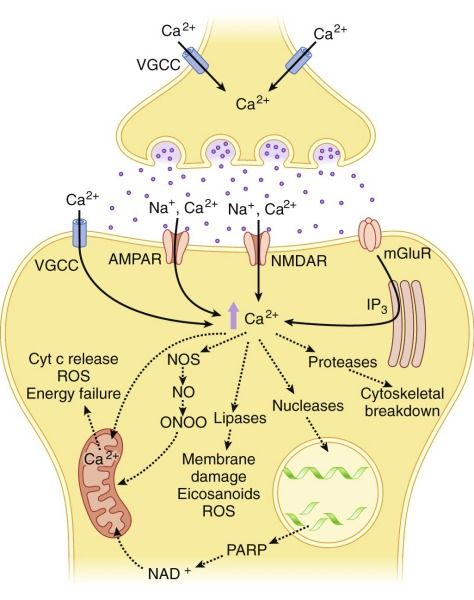 Ca2+
Ca2+
VGCC
Ca2+
Ca2+
Na+, Ca2+
Na+, Ca2+
VGCC
AMPAR
NMDAR
mGluR
IP3
Ca2+
Cyt c release
ROS
Energy failure
NOS
NO
ONOO
Lipases
Nucleases
Proteases
Cytoskeletal
breakdown
Ca2+
Membrane
damage
Eicosanoids
ROS
PARP
NAD +